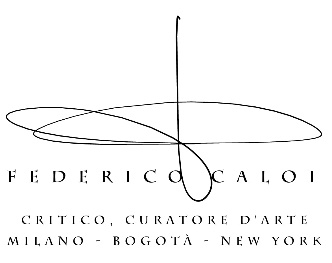 FEDERICO CALOI
CRITICO, CURATORE D'ARTE
MILANO - BOGOTÀ - NEW YORK